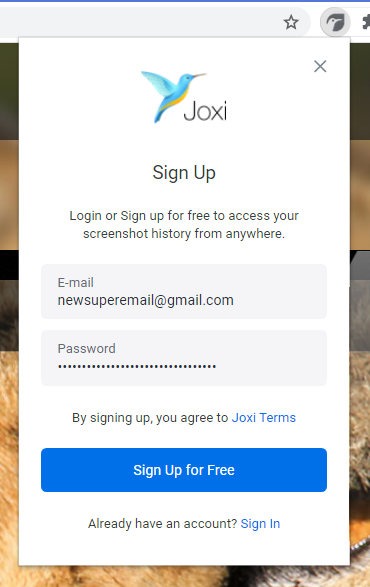 Joxi
Sign Up
Login or Sign up for free to access your
screenshot history from anywhere.
E-mail
newsuperemail@gmail.com
Password
•••••••••••••••••••••••••••••••••
By signing up, you agree to Joxi Terms
Sign Up for Free
Already have an account? Sign In